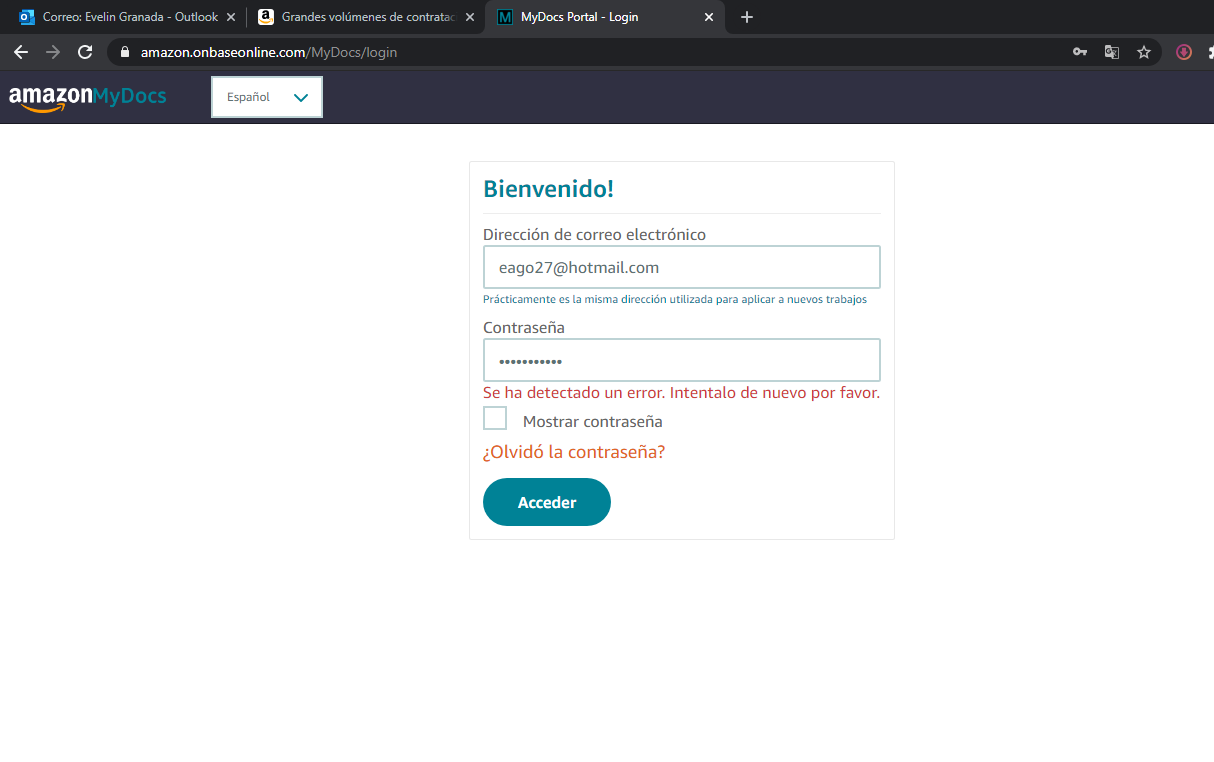 Correo: Evelin Granada - Outlook
Grandes volúmenes de contratac
MyDocs Portal - Login
amazon.onbaseonline.com/MyDocs/login
amazonMyDocs
Español
Bienvenido!
Dirección de correo electrónico
eago27@hotmail.com
Prácticamente es la misma dirección utilizada para aplicar a nuevos trabajos
Contraseña
•••••••••••
Se ha detectado un error. Intentalo de nuevo por favor.
Mostrar contraseña
¿Olvidó la contraseña?
Acceder